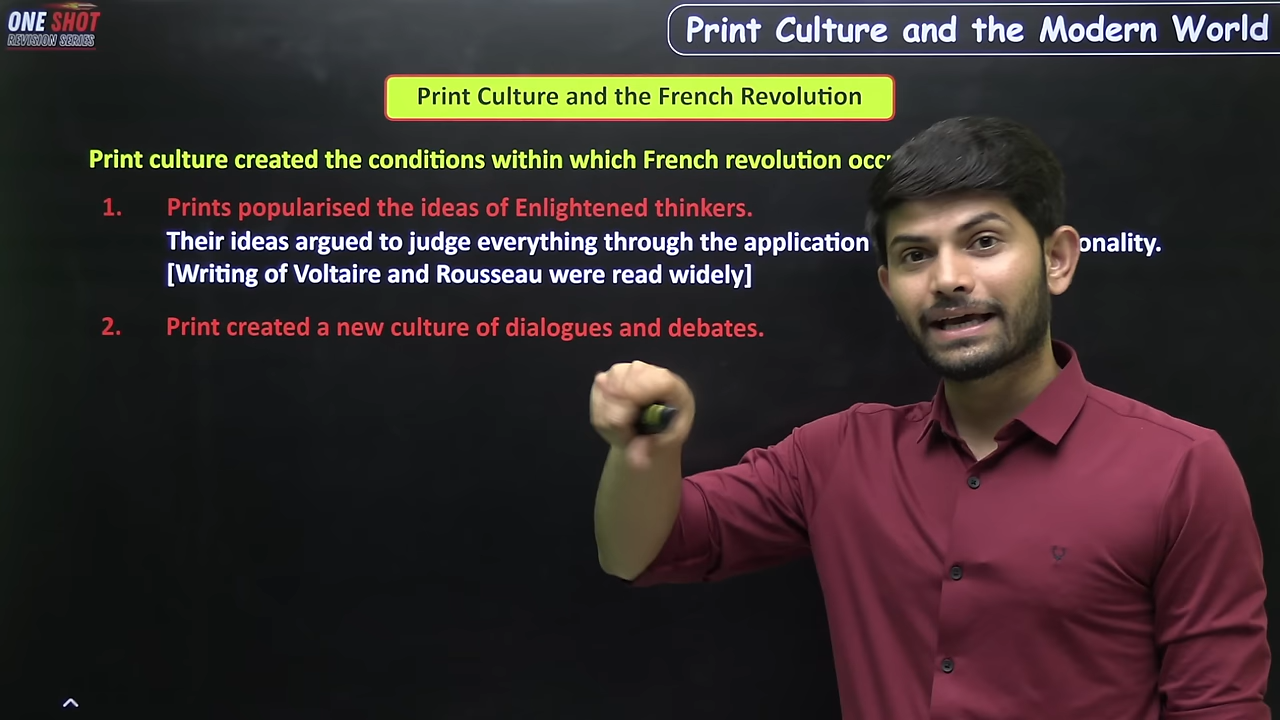 ONE SHOT
REVISION SERIES
Print Culture and the Modern World
Print Culture and the French Revolution
Print culture created the conditions within which French revolution
1. Prints popularised the ideas of Enlightened thinkers.
Their ideas argued to judge everything through the application
[Writing of Voltaire and Rousseau were read widely]
2. Print created a new culture of dialogues and debates.